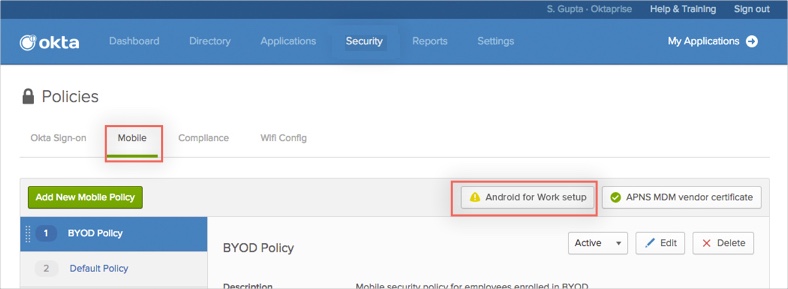 S. Gupta - Oktaprise Help & Training Sign out
okta Dashboard Directory Applications Security Reports Settings My Applications
Policies
Okta Sign-on Mobile Compliance Wifi Config
Add New Mobile Policy Android for Work setup APNS MDM vendor certificate
1 BYOD Policy
BYOD Policy Active Edit Delete
2 Default Policy
Description Mobile security policy for employees enrolled in BYOD